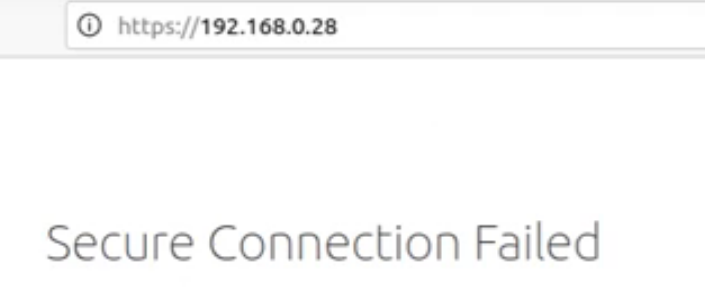 https://192.168.0.28
Secure Connection Failed